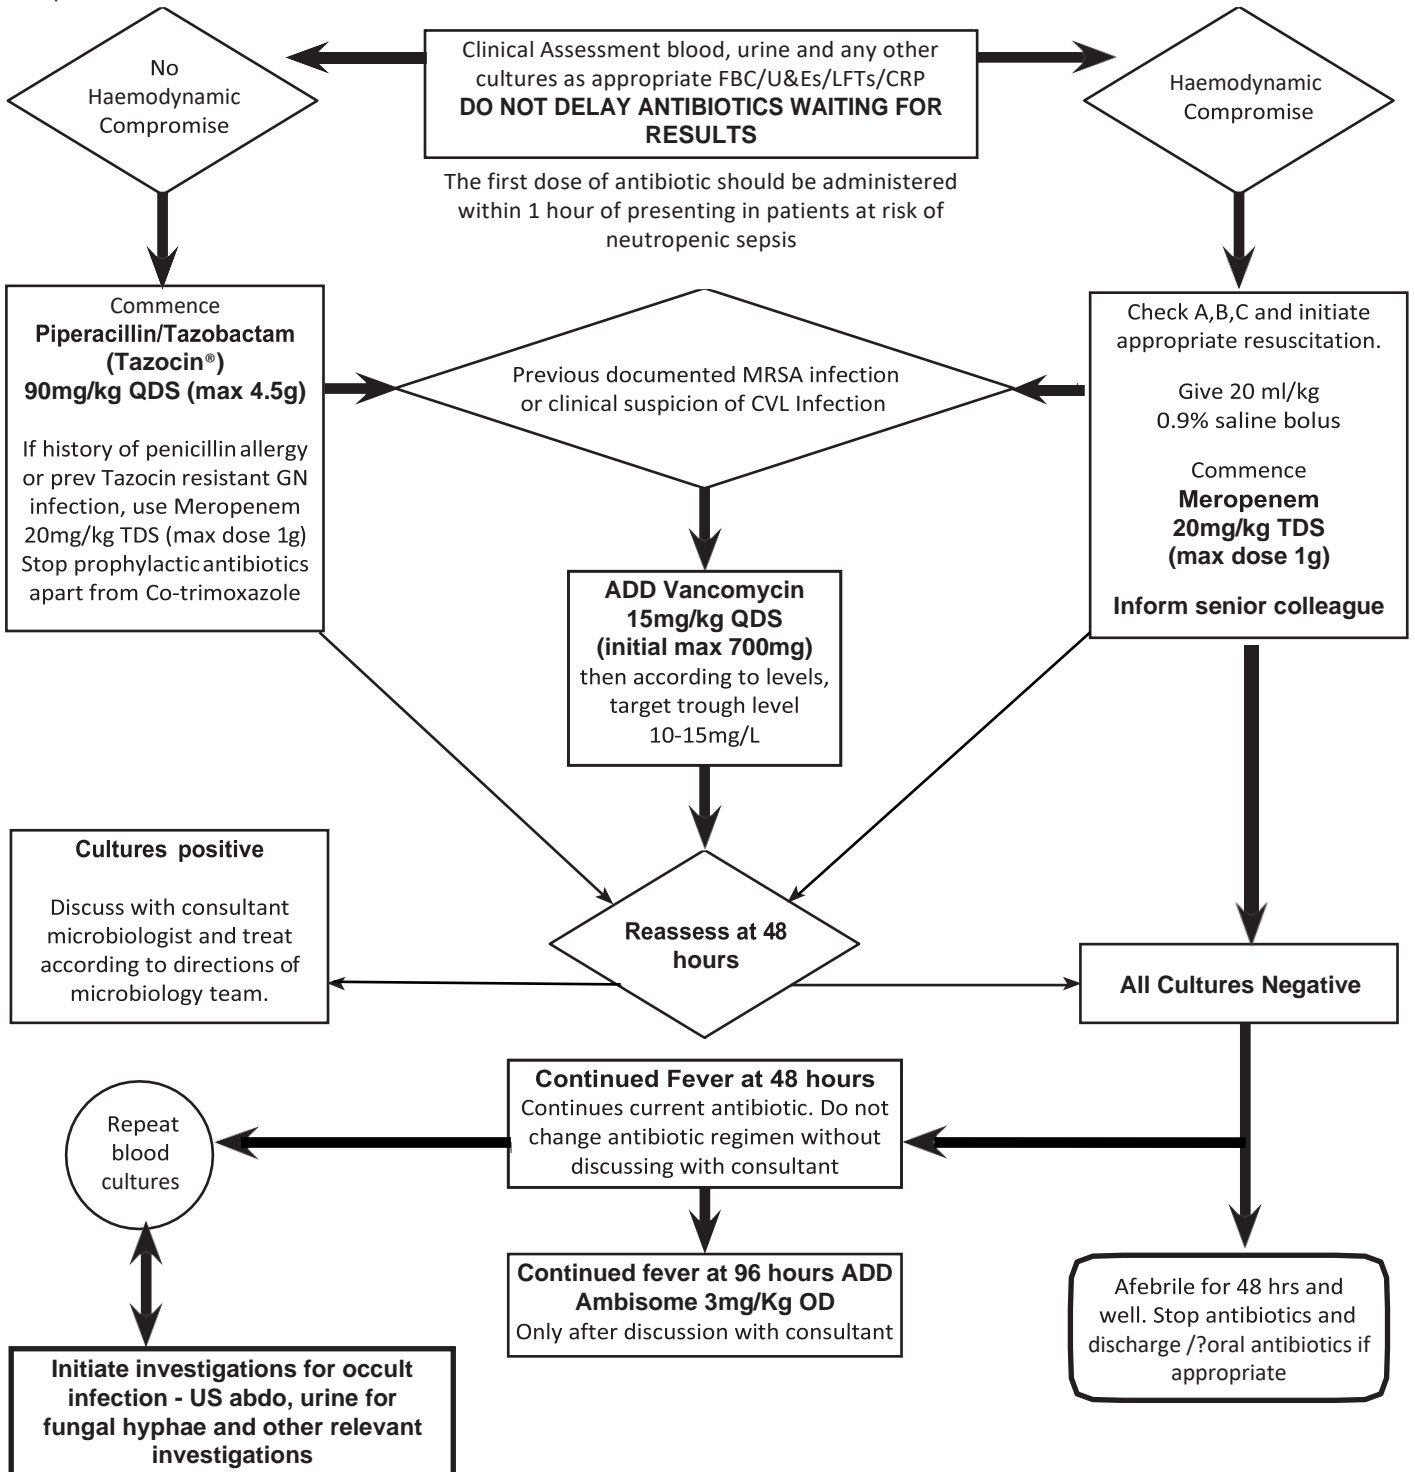 No
Haemodynamic
Compromise
Clinical Assessment blood, urine and any other
cultures as appropriate FBC/U&Es/LFTs/CRP
DO NOT DELAY ANTIBIOTICS WAITING FOR
RESULTS
Haemodynamic
Compromise
The first dose of antibiotic should be administered
within 1 hour of presenting in patients at risk of
neutropenic sepsis
Commence
Piperacillin/Tazobactam
(Tazocin®)
90mg/kg QDS (max 4.5g)
If history of penicillin allergy
or prev Tazocin resistant GN
infection, use Meropenem
20mg/kg TDS (max dose 1g)
Stop prophylactic antibiotics
apart from Co-trimoxazole
Previous documented MRSA infection
or clinical suspicion of CVL Infection
Check A,B,C and initiate
appropriate resuscitation.
Give 20 ml/kg
0.9% saline bolus
Commence
Meropenem
20mg/kg TDS
(max dose 1g)
Inform senior colleague
ADD Vancomycin
15mg/kg QDS
(initial max 700mg)
then according to levels,
target trough level
10-15mg/L
Cultures positive
Discuss with consultant
microbiologist and treat
according to directions of
microbiology team.
Reassess at 48
hours
All Cultures Negative
Continued Fever at 48 hours
Continues current antibiotic. Do not
change antibiotic regimen without
discussing with consultant
Repeat
blood
cultures
Continued fever at 96 hours ADD
Ambisome 3mg/Kg OD
Only after discussion with consultant
Afebrile for 48 hrs and
well. Stop antibiotics and
discharge /?oral antibiotics if
appropriate
Initiate investigations for occult
infection - US abdo, urine for
fungal hyphae and other relevant
investigations